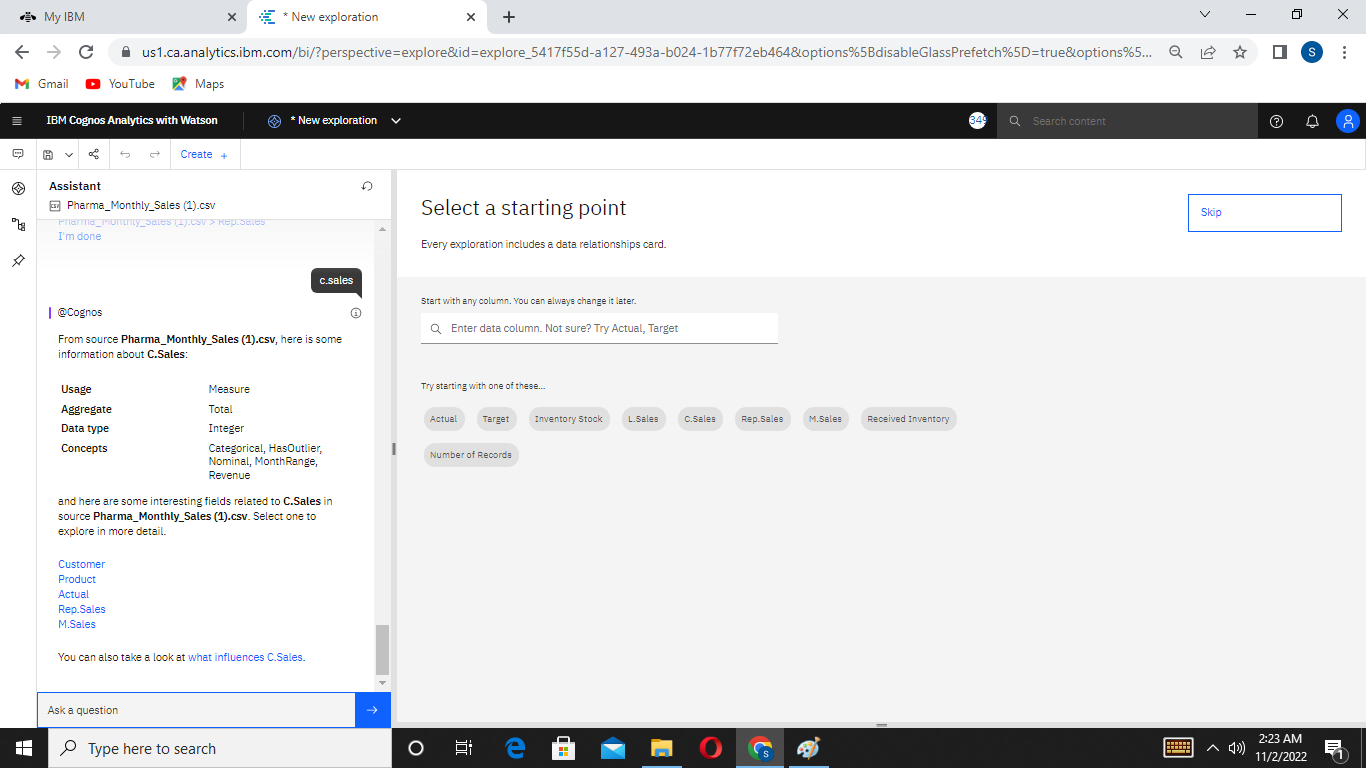 My IBM
* New exploration
us1.ca.analytics.ibm.com/bi/?perspective=explore&id=explore_5417f55d-a127-493a-b024-1b77f72eb464&options%5BdisableGlassPrefetch%5D=true&options%5...
S
Gmail
YouTube
Maps
IBM Cognos Analytics with Watson
* New exploration
349
Search content
Create +
Assistant
Pharma_Monthly_Sales (1).csv
Pharma_Monthly_Sales (1).csv > Rep.Sales
I'm done
c.sales
@Cognos
From source Pharma_Monthly_Sales (1).csv, here is some
information about C.Sales:
Usage Measure
Aggregate Total
Data type Integer
Concepts Categorical, HasOutlier,
Nominal, MonthRange,
Revenue
and here are some interesting fields related to C.Sales in
source Pharma_Monthly_Sales (1).csv. Select one to
explore in more detail.
Customer
Product
Actual
Rep.Sales
M.Sales
You can also take a look at what influences C.Sales.
Ask a question
Select a starting point
Skip
Every exploration includes a data relationships card.
Start with any column. You can always change it later.
Enter data column. Not sure? Try Actual, Target
Try starting with one of these...
Actual Target Inventory Stock L.Sales C.Sales Rep.Sales M.Sales Received Inventory
Number of Records
Type here to search
S
2:23 AM
11/2/2022
1